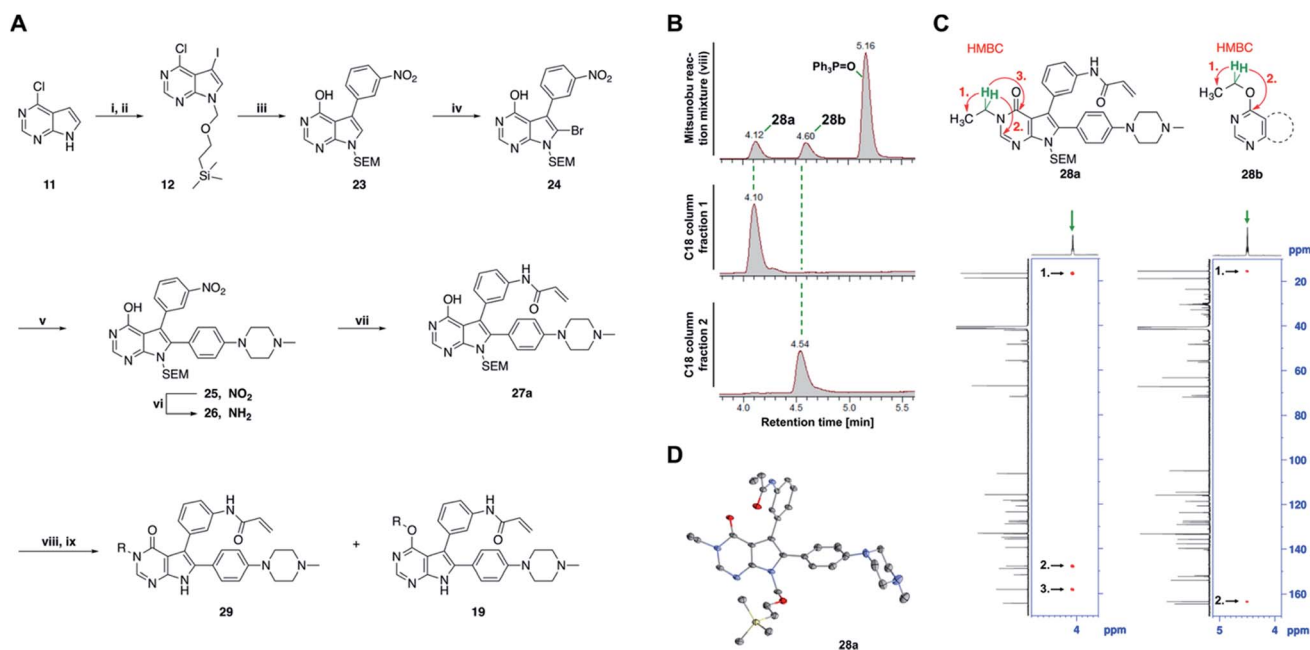 A
Cl
N
N
N
H
11
i, ii
Cl
I
N
N
N
O
Si
12
iii
NO2
OH
N
N
N
SEM
23
iv
NO2
OH
Br
N
N
N
SEM
24
v
NO2
OH
N
N
N
SEM
N
N
25, NO2
vi
26, NH2
vii
H
N
O
OH
N
N
N
SEM
N
N
27a
viii, ix
H
N
O
O
R
N
N
N
H
N
N
29
+
H
N
O
R
O
N
N
N
H
N
N
19
B
Mitsunobu reac-
tion mixture (viii)
5.16
Ph3P=O
28a
28b
4.12
4.60
C18 column
fraction 1
4.10
C18 column
fraction 2
4.54
4.0
4.5
5.0
5.5
Retention time [min]
C
HMBC
1.
H
H
3.
2.
H3C
O
N
N
N
SEM
H
N
O
N
N
28a
HMBC
1.
H
H
2.
H3C
O
N
N
28b
ppm
20
40
60
80
100
120
140
160
1.
2.
3.
4
ppm
1.
2.
5
4
ppm
D
28a